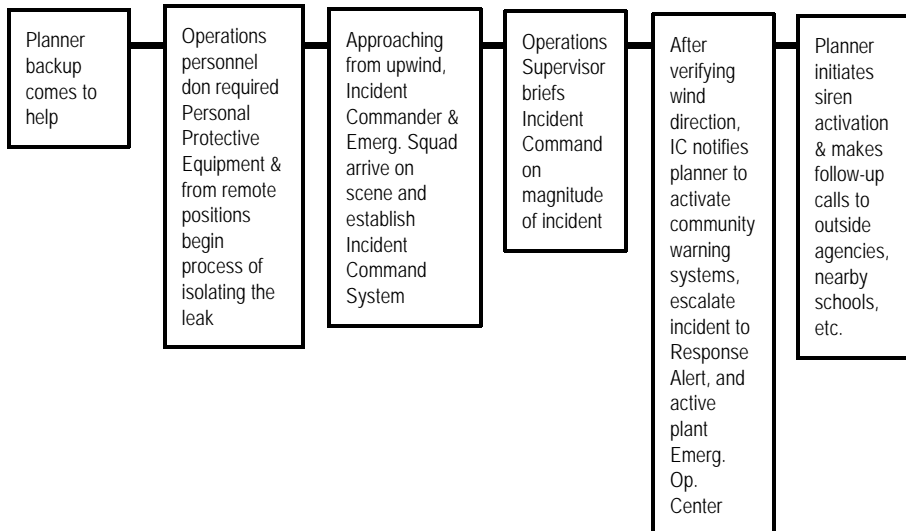 Planner
backup
comes to
help
Operations
personnel
don required
Personal
Protective
Equipment &
from remote
positions
begin
process of
isolating the
leak
Approaching
from upwind,
Incident
Commander &
Emerg. Squad
arrive on
scene and
establish
Incident
Command
System
Operations
Supervisor
briefs
Incident
Command
on
magnitude
of incident
After
verifying
wind
direction,
IC notifies
planner to
activate
community
warning
systems,
escalate
incident to
Response
Alert, and
active
plant
Emerg.
Op.
Center
Planner
initiates
siren
activation
& makes
follow-up
calls to
outside
agencies,
nearby
schools,
etc.